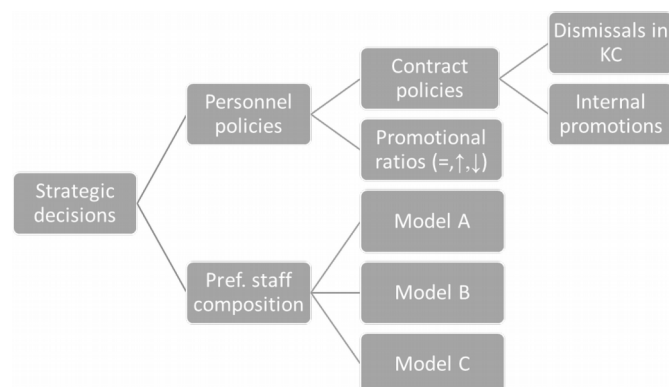 Dismissals in
KC
Contract
policies
Personnel
policies
Internal
promotions
Promotional
ratios (=,↑,↓)
Strategic
decisions
Model A
Pref. staff
composition
Model B
Model C